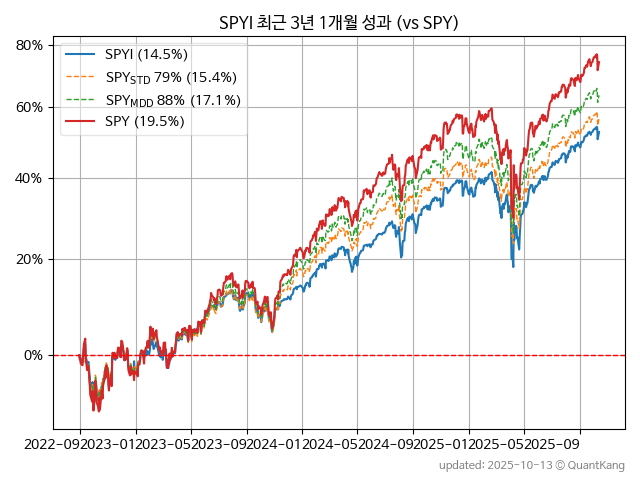 SPYI 최근 3년 1개월 성과 (vs SPY)
80%
60%
40%
20%
0%
SPYI (14.5%)
SPY_STD 79% (15.4%)
SPY_MDD 88% (17.1%)
SPY (19.5%)
2022-09 2023-01 2023-05 2023-09 2024-01 2024-05 2024-09 2025-01 2025-05 2025-09
updated: 2025-10-13 © QuantKang